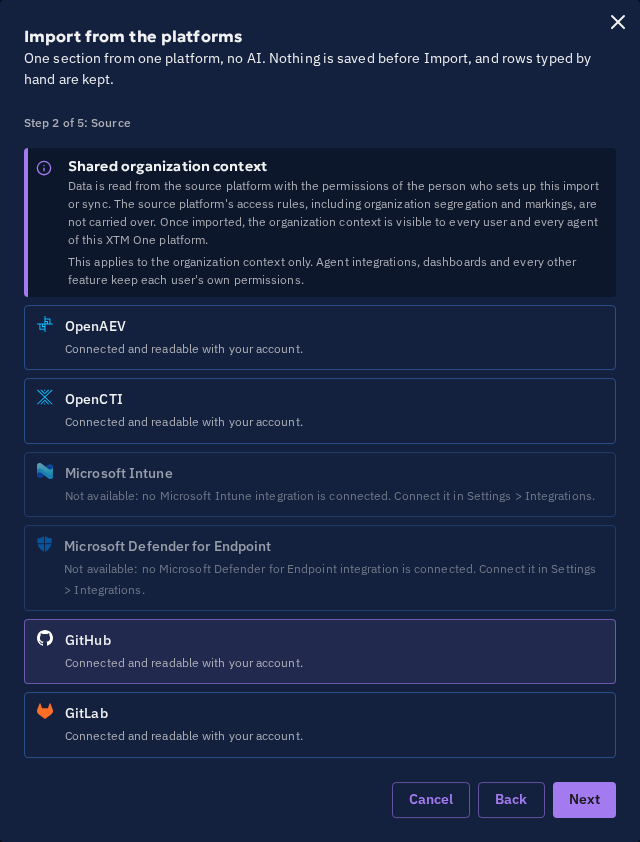 Import from the platforms
One section from one platform, no AI. Nothing is saved before Import, and rows typed by
hand are kept.
Step 2 of 5: Source
Shared organization context
Data is read from the source platform with the permissions of the person who sets up this import
or sync. The source platform's access rules, including organization segregation and markings, are
not carried over. Once imported, the organization context is visible to every user and every agent
of this XTM One platform.
This applies to the organization context only. Agent integrations, dashboards and every other
feature keep each user's own permissions.
OpenAEV
Connected and readable with your account.
OpenCTI
Connected and readable with your account.
Microsoft Intune
Not available: no Microsoft Intune integration is connected. Connect it in Settings > Integrations.
Microsoft Defender for Endpoint
Not available: no Microsoft Defender for Endpoint integration is connected. Connect it in Settings
> Integrations.
GitHub
Connected and readable with your account.
GitLab
Connected and readable with your account.
Cancel Back Next